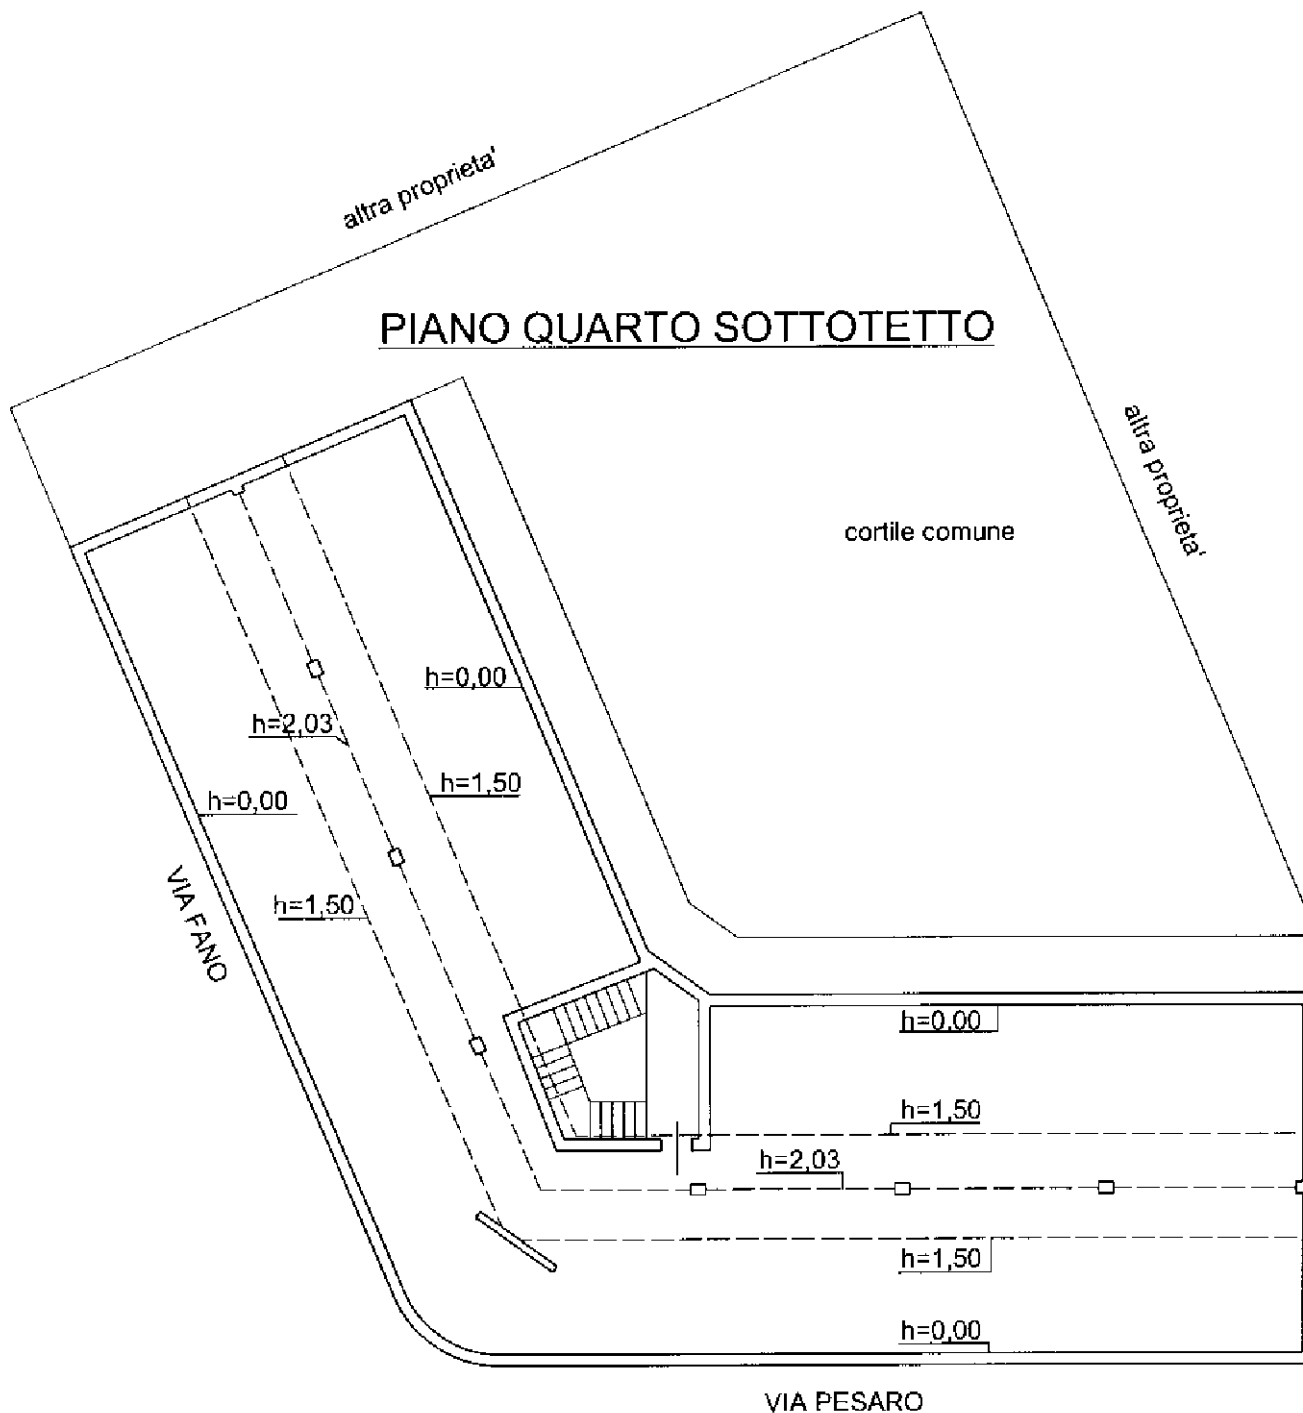 altra proprieta'
PIANO QUARTO SOTTOTETTO
altra proprieta'
cortile comune
h=0,00
h=2,03
h=1,50
h=0,00
VIA FANO
h=1,50
h=0,00
h=1,50
h=2,03
h=1,50
h=0,00
VIA PESARO